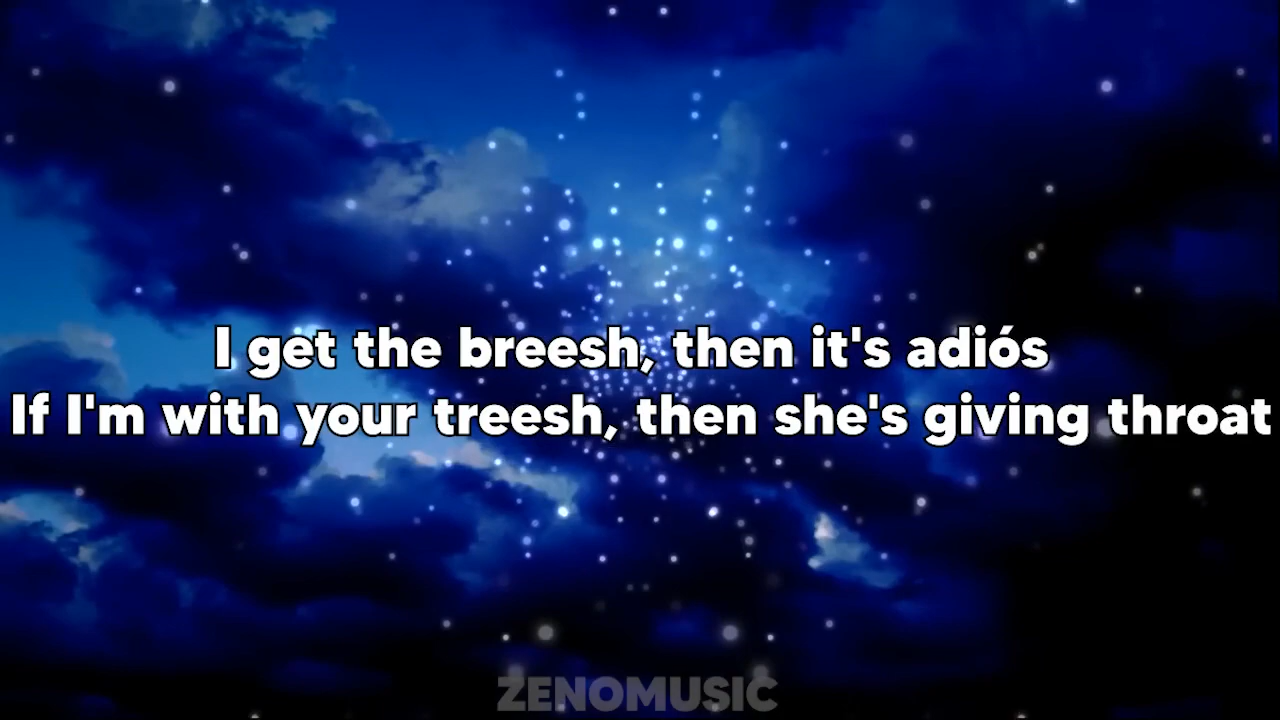 I get the breesh, then it's adiós
If I'm with your treesh, then she's giving throat
ZENOMUSIC